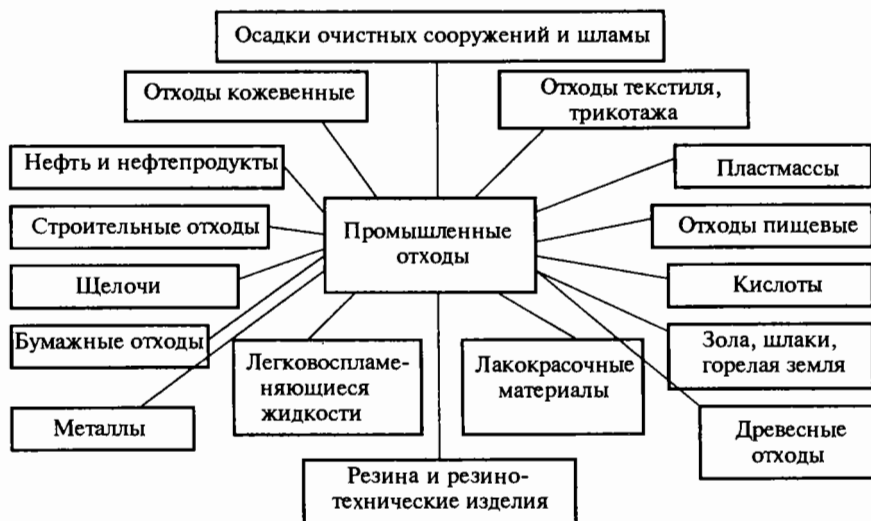 Осадки очистных сооружений и шламы
Отходы кожевенные
Отходы текстиля,
трикотажа
Нефть и нефтепродукты
Пластмассы
Строительные отходы
Промышленные
отходы
Отходы пищевые
Щелочи
Кислоты
Бумажные отходы
Легковоспламе-
няющиеся
жидкости
Лакокрасочные
материалы
Зола, шлаки,
горелая земля
Металлы
Древесные
отходы
Резина и резино-
технические изделия